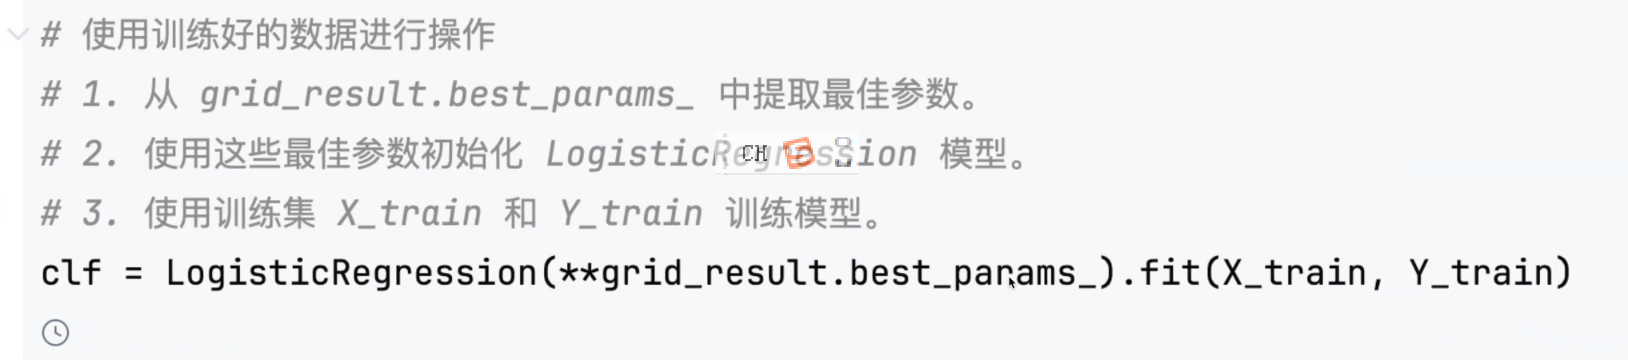 # 使用训练好的数据进行操作
# 1. 从 grid_result.best_params_ 中提取最佳参数。
# 2. 使用这些最佳参数初始化 LogisticRegression 模型。
# 3. 使用训练集 X_train 和 Y_train 训练模型。
clf = LogisticRegression(**grid_result.best_params_).fit(X_train, Y_train)